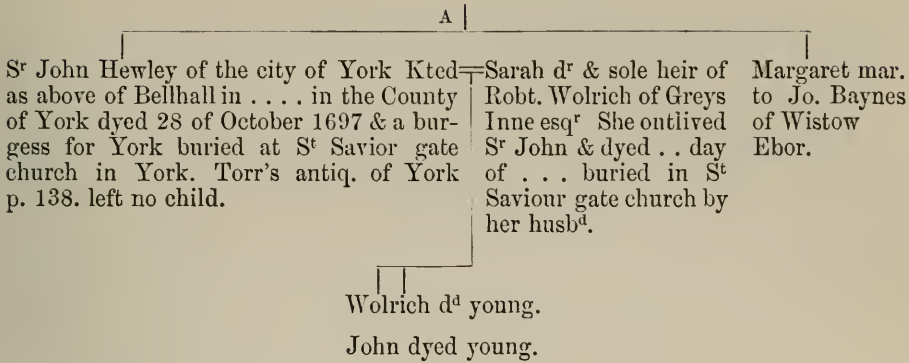 A
Sʳ John Hewley of the city of York Kted
as above of Bellhall in . . . . in the County
of York dyed 28 of October 1697 & a bur-
gess for York buried at Sᵗ Savior gate
church in York. Torr's antiq. of York
p. 138. left no child.
Sarah dʳ & sole heir of
Robt. Wolrich of Greys
Inne esqʳ She outlived
Sʳ John & dyed . . day
of . . . buried in Sᵗ
Saviour gate church by
her husbᵈ.
Margaret mar.
to Jo. Baynes
of Wistow
Ebor.
Wolrich dᵈ young.
John dyed young.